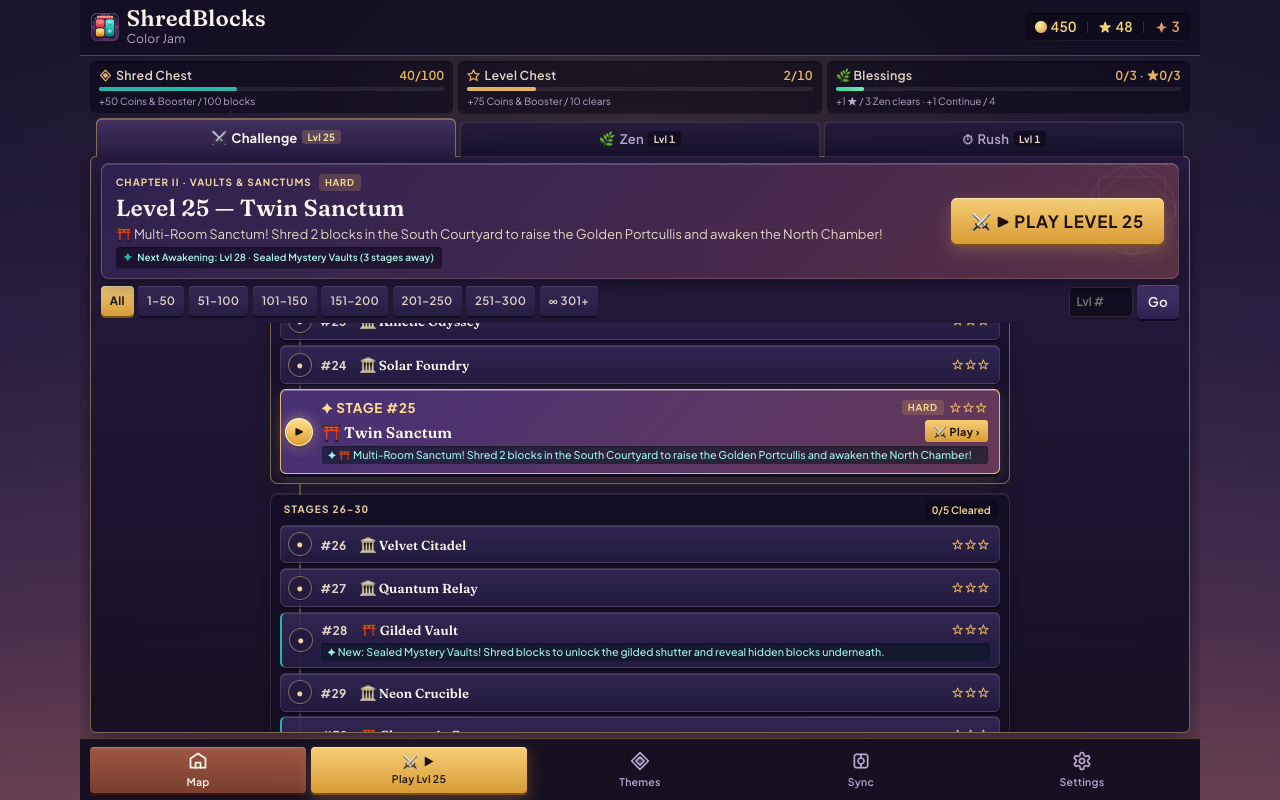 ShredBlocks
Color Jam
450 48 3
Shred Chest 40/100
+50 Coins & Booster / 100 blocks
Level Chest 2/10
+75 Coins & Booster / 10 clears
Blessings 0/3 · ★0/3
+1 ★ / 3 Zen clears · +1 Continue / 4
Challenge Lvl 25
Zen Lvl 1
Rush Lvl 1
CHAPTER II · VAULTS & SANCTUMS HARD
Level 25 — Twin Sanctum
Multi-Room Sanctum! Shred 2 blocks in the South Courtyard to raise the Golden Portcullis and awaken the North Chamber!
Next Awakening: Lvl 28 · Sealed Mystery Vaults (3 stages away)
PLAY LEVEL 25
All 1–50 51–100 101–150 151–200 201–250 251–300 ∞ 301+
Lvl # Go
#23 Kinetic Odyssey
#24 Solar Foundry
✦ STAGE #25 HARD
Twin Sanctum Play ›
✦ Multi-Room Sanctum! Shred 2 blocks in the South Courtyard to raise the Golden Portcullis and awaken the North Chamber!
STAGES 26–30 0/5 Cleared
#26 Velvet Citadel
#27 Quantum Relay
#28 Gilded Vault
✦ New: Sealed Mystery Vaults! Shred blocks to unlock the gilded shutter and reveal hidden blocks underneath.
#29 Neon Crucible
Map
Play Lvl 25
Themes
Sync
Settings